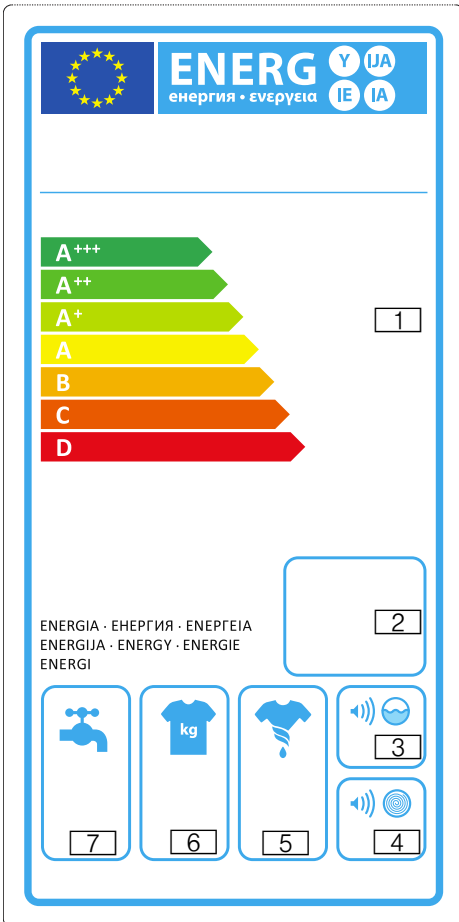 ENERG Y IJA
енергия • ενεργεια IE IA
A+++
A++
A+
1
A
B
C
D
2
ENERGIA · ЕНЕРГИЯ · ΕΝΕΡΓΕΙΑ
ENERGIJA · ENERGY · ENERGIE
ENERGI
kg
3
7 6 5 4